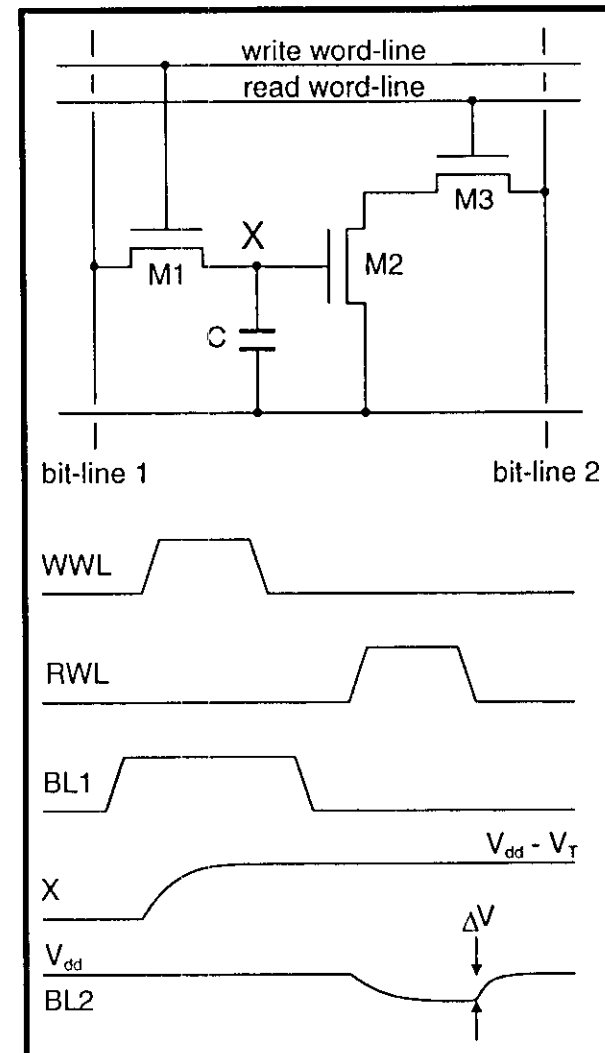 write word-line
read word-line
M3
X
M1
M2
C
bit-line 1
bit-line 2
WWL
RWL
BL1
V_dd - V_T
X
ΔV
V_dd
BL2